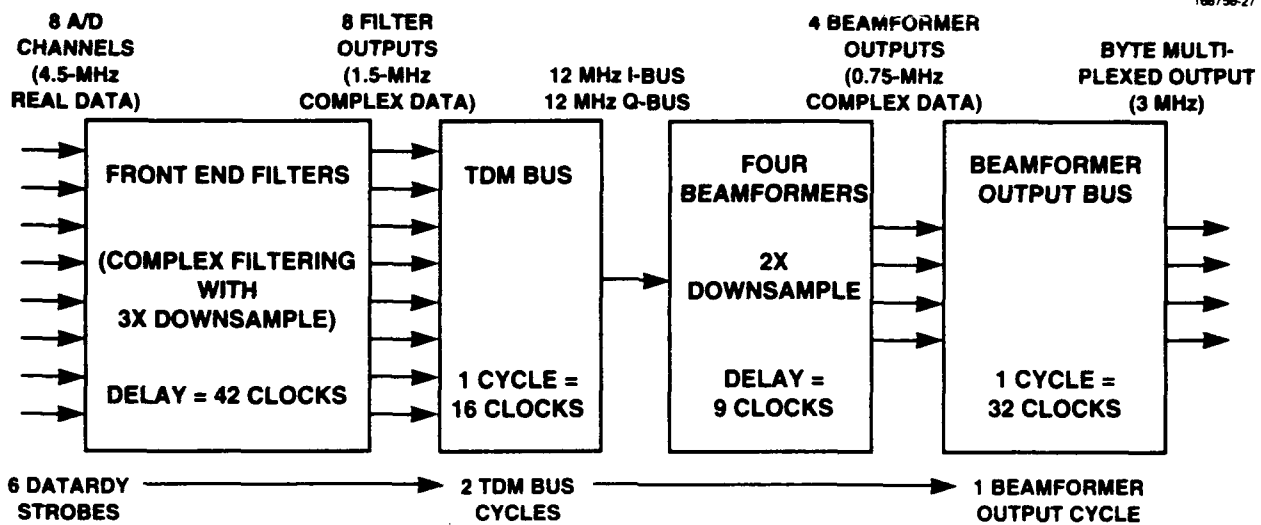 8 A/D
CHANNELS
(4.5-MHz
REAL DATA)
8 FILTER
OUTPUTS
(1.5-MHz
COMPLEX DATA)
12 MHz I-BUS
12 MHz Q-BUS
4 BEAMFORMER
OUTPUTS
(0.75-MHz
COMPLEX DATA)
BYTE MULTI-
PLEXED OUTPUT
(3 MHz)
FRONT END FILTERS
(COMPLEX FILTERING
WITH
3X DOWNSAMPLE)
DELAY = 42 CLOCKS
TDM BUS
1 CYCLE =
16 CLOCKS
FOUR
BEAMFORMERS
2X
DOWNSAMPLE
DELAY =
9 CLOCKS
BEAMFORMER
OUTPUT BUS
1 CYCLE =
32 CLOCKS
6 DATARDY
STROBES
2 TDM BUS
CYCLES
1 BEAMFORMER
OUTPUT CYCLE